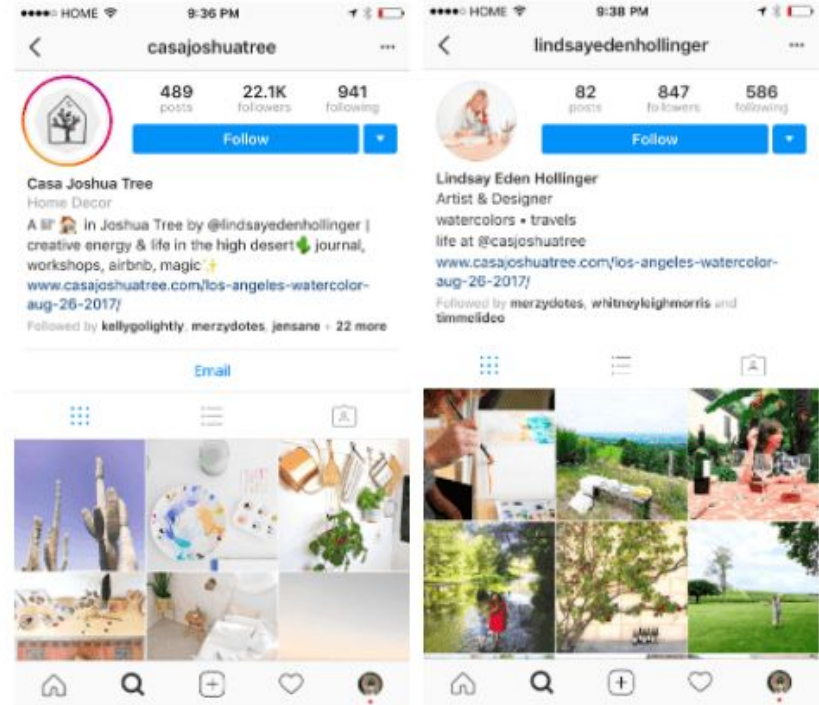 HOME 9:36 PM
casajoshuatree
489 22.1K 941
posts followers following
Follow
Casa Joshua Tree
Home Decor
A lil' in Joshua Tree by @lindsayedenhollinger |
creative energy & life in the high desert journal,
workshops, airbnb, magic
www.casajoshuatree.com/los-angeles-watercolor-
aug-26-2017/
Followed by kellygolightly, merzydotes, jensane + 22 more
Email
HOME 9:38 PM
lindsayedenhollinger
82 847 586
posts followers following
Follow
Lindsay Eden Hollinger
Artist & Designer
watercolors • travels
life at @casjoshuatree
www.casajoshuatree.com/los-angeles-watercolor-
aug-26-2017/
Followed by merzydotes, whitneyleighmorris and
timmelideo